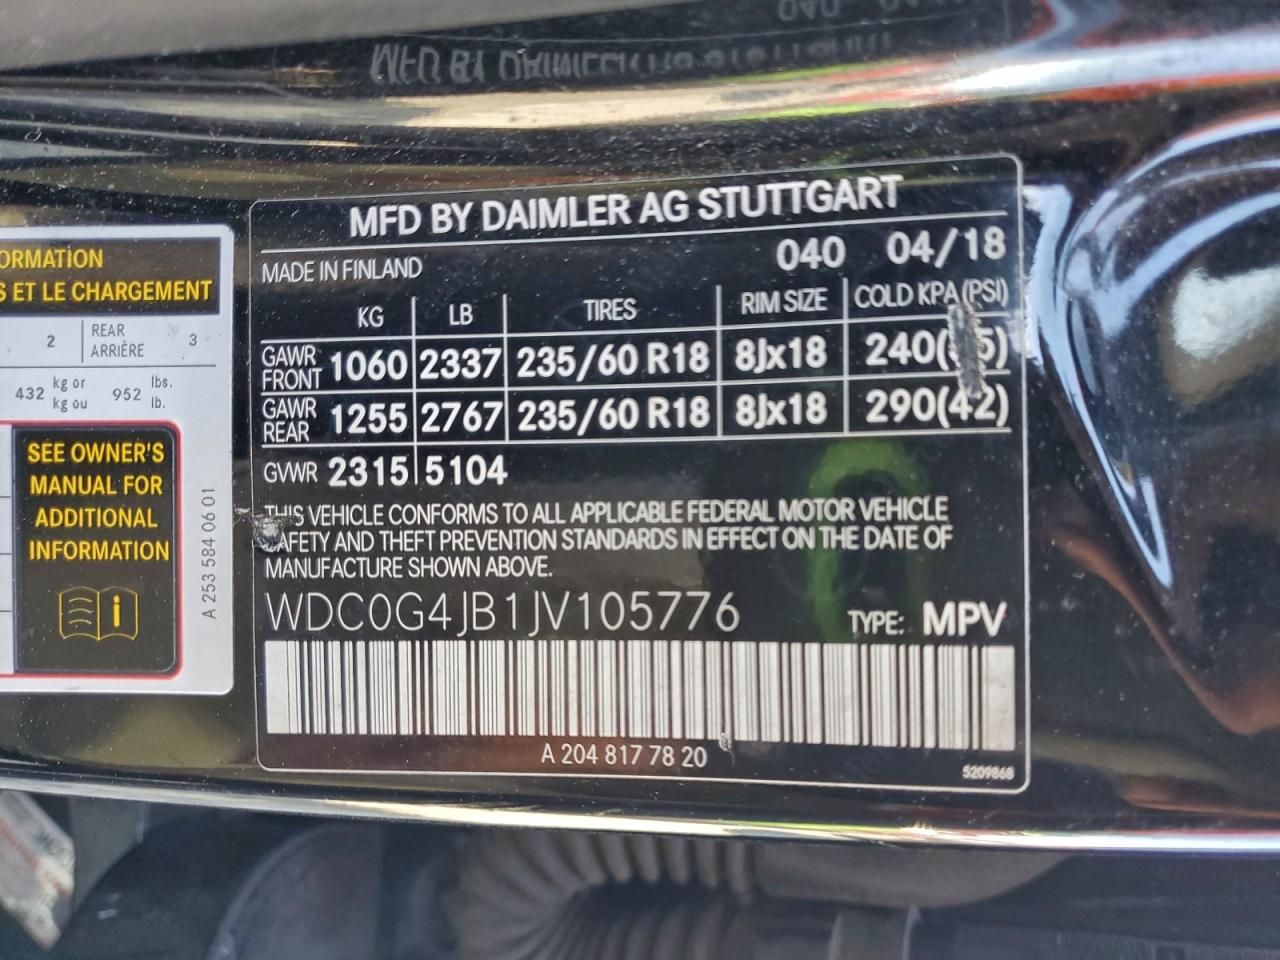 MFD BY DAIMLER AG STUTTGART
MADE IN FINLAND 040 04/18
KG LB TIRES RIM SIZE COLD KPA (PSI)
GAWR FRONT 1060 2337 235/60 R18 8Jx18 240( 5)
GAWR REAR 1255 2767 235/60 R18 8Jx18 290(42)
GVWR 2315 5104
THIS VEHICLE CONFORMS TO ALL APPLICABLE FEDERAL MOTOR VEHICLE
SAFETY AND THEFT PREVENTION STANDARDS IN EFFECT ON THE DATE OF
MANUFACTURE SHOWN ABOVE.
WDC0G4JB1JV105776 TYPE: MPV
A 204 817 78 20
5209868
ORMATION
S ET LE CHARGEMENT
2 REAR ARRIÈRE 3
432 kg or kg ou 952 lbs. lb.
SEE OWNER'S
MANUAL FOR
ADDITIONAL
INFORMATION
A 253 584 06 01